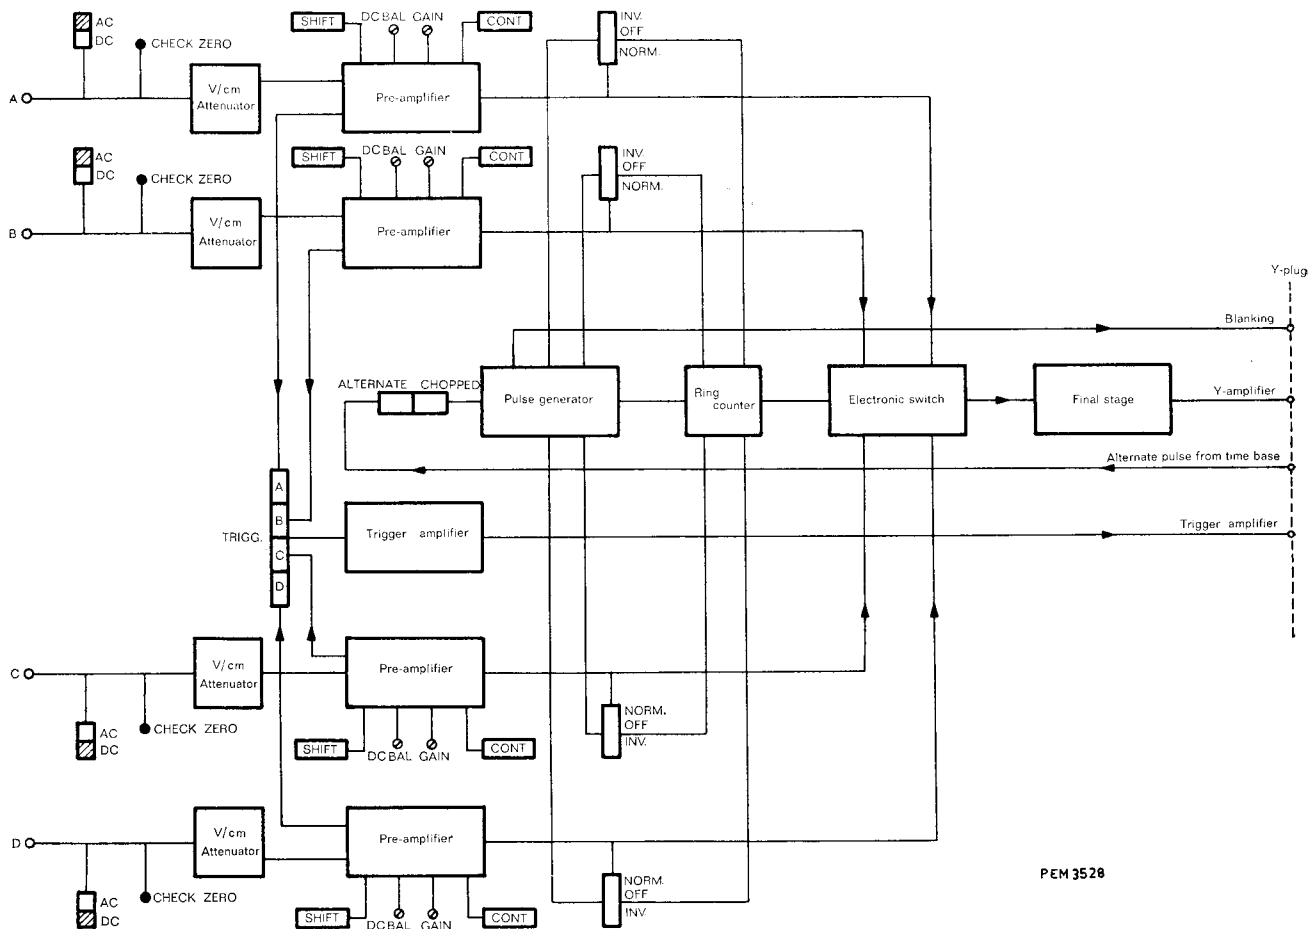 AC
DC
CHECK ZERO
SHIFT
DC BAL
GAIN
CONT
INV.
OFF
NORM.
A
V/cm
Attenuator
Pre-amplifier
AC
DC
CHECK ZERO
SHIFT
DC BAL
GAIN
CONT
INV.
OFF
NORM.
B
V/cm
Attenuator
Pre-amplifier
Y-plug
Blanking
ALTERNATE
CHOPPED
Pulse generator
Ring
counter
Electronic switch
Final stage
Y-amplifier
Alternate pulse from time base
A
B
C
D
TRIGG.
Trigger amplifier
Trigger amplifier
C
V/cm
Attenuator
Pre-amplifier
AC
DC
CHECK ZERO
SHIFT
DC BAL
GAIN
CONT
NORM.
OFF
INV.
D
V/cm
Attenuator
Pre-amplifier
AC
DC
CHECK ZERO
SHIFT
DC BAL
GAIN
CONT
NORM.
OFF
INV.
PEM 3528